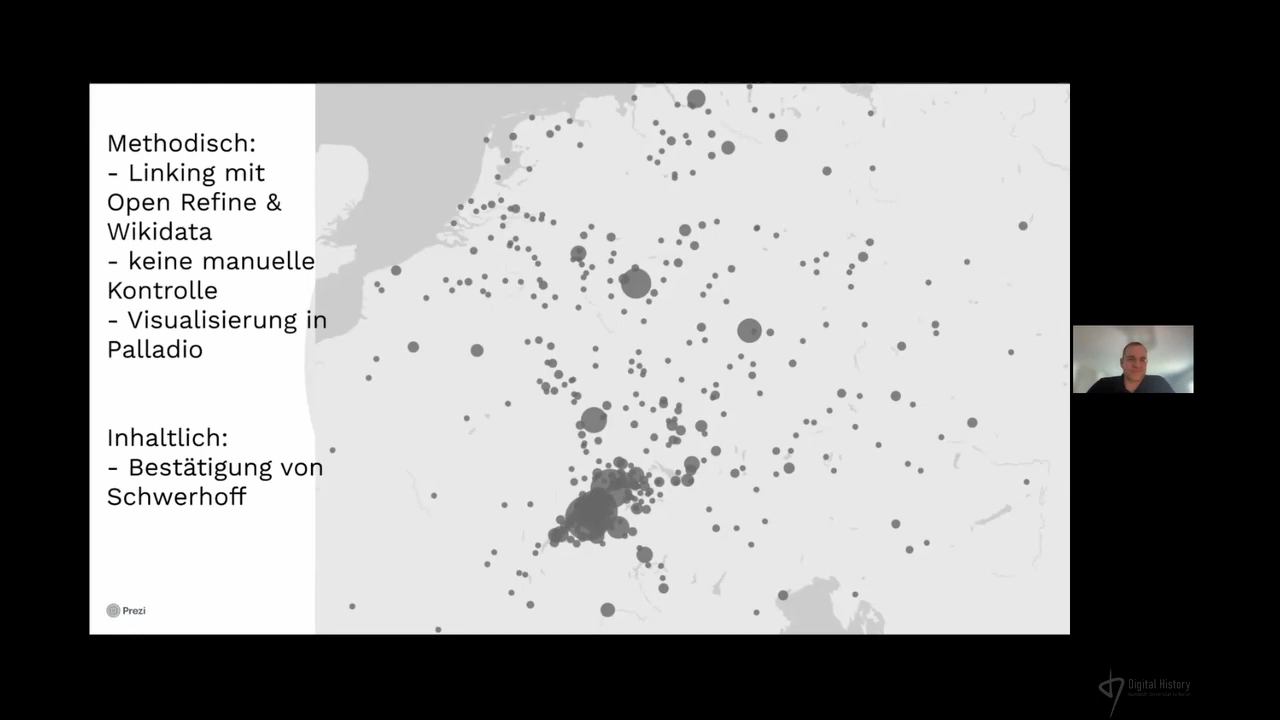 Methodisch:
- Linking mit
Open Refine &
Wikidata
- keine manuelle
Kontrolle
- Visualisierung in
Palladio
Inhaltlich:
- Bestätigung von
Schwerhoff
Prezi
Digital History